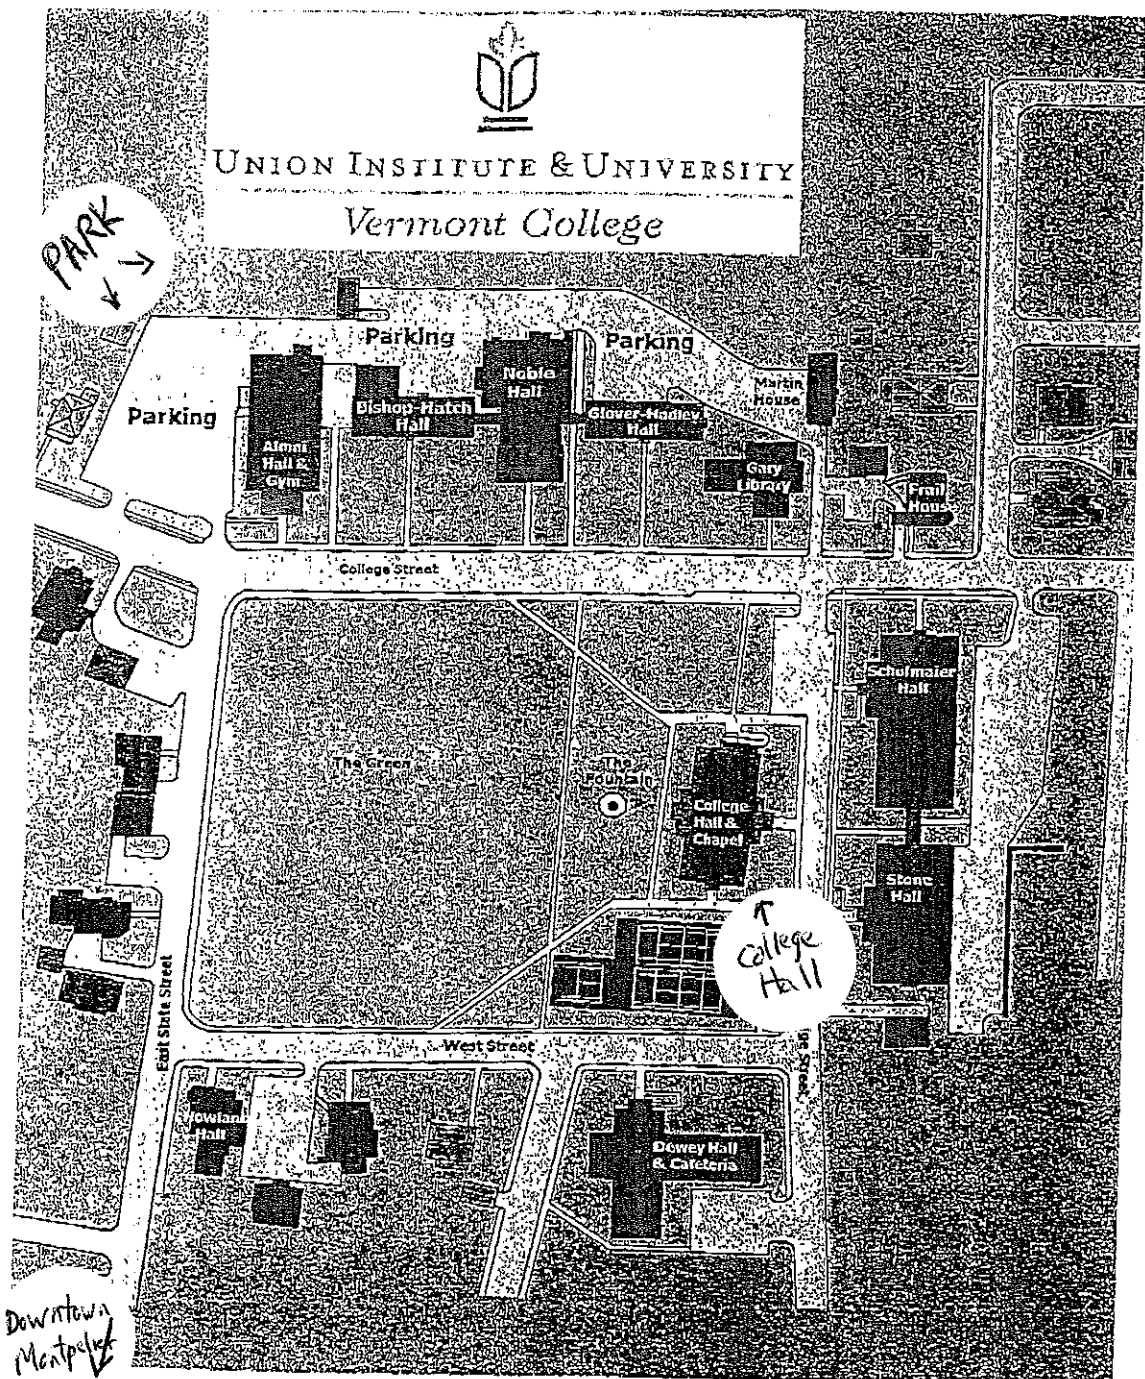 UNION INSTITUTE & UNIVERSITY
Vermont College
PARK
Parking
Parking
Parking
Noble
Hall
Martin
House
Bishop-Hatch
Hall
Glover-Hadley
Hall
Alumni
Hall &
Gym
Gary
Library
College Street
Schulmaier
Hall
The Green
The
Fountain
College
Hall &
Chapel
Stone
Hall
College
Hall
East State Street
West Street
Howland
Hall
Dewey Hall
& Cafeteria
Downtown
Montpelier